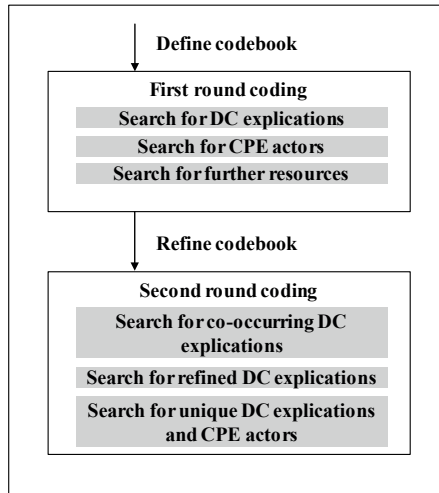 Define codebook
First round coding
Search for DC explications
Search for CPE actors
Search for further resources
Refine codebook
Second round coding
Search for co-occurring DC
explications
Search for refined DC explications
Search for unique DC explications
and CPE actors